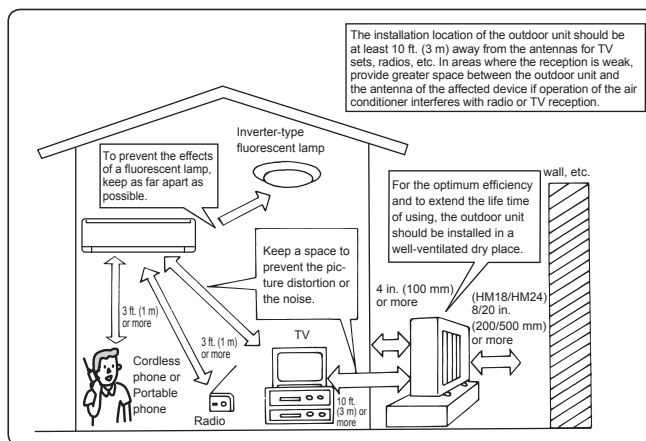 The installation location of the outdoor unit should be
at least 10 ft. (3 m) away from the antennas for TV
sets, radios, etc. In areas where the reception is weak,
provide greater space between the outdoor unit and
the antenna of the affected device if operation of the air
conditioner interferes with radio or TV reception.
Inverter-type
fluorescent lamp
To prevent the effects
of a fluorescent lamp,
keep as far apart as
possible.
wall, etc.
For the optimum efficiency
and to extend the life time
of using, the outdoor unit
should be installed in a
well-ventilated dry place.
Keep a space to
prevent the pic-
ture distortion or
the noise.
4 in. (100 mm)
or more
(HM18/HM24)
8/20 in.
(200/500 mm)
or more
3 ft. (1 m)
or more
3 ft. (1 m)
or more
TV
Cordless
phone or
Portable
phone
Radio
10 ft.
(3 m) or
more